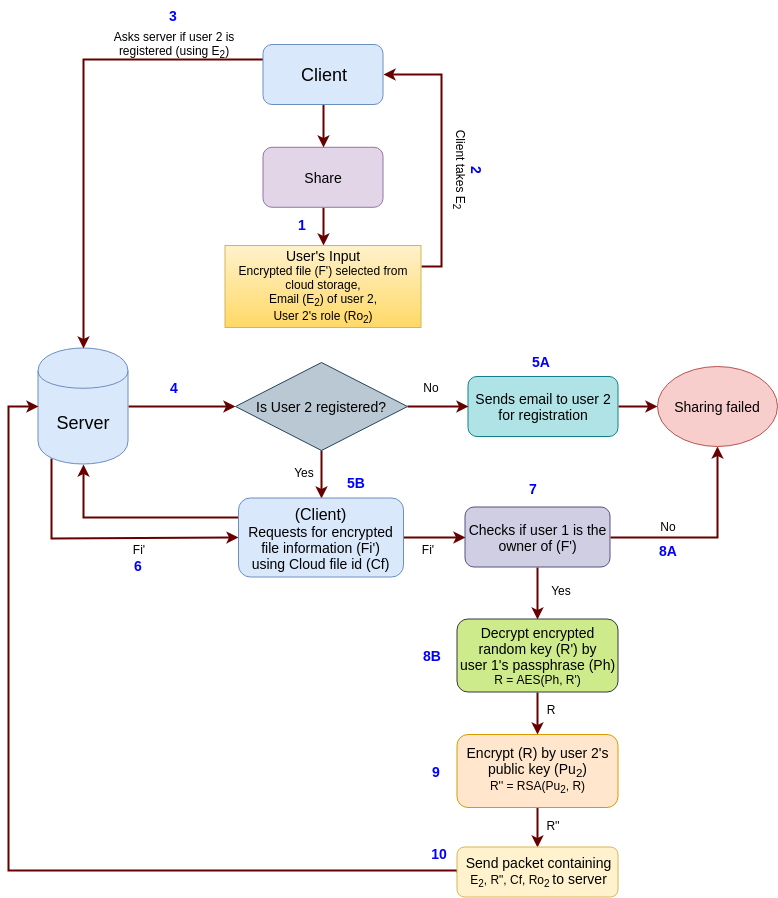 3
Asks server if user 2 is
registered (using E₂)
Client
Client takes E₂
2
Share
1
User's Input
Encrypted file (F') selected from
cloud storage,
Email (E₂) of user 2,
User 2's role (Ro₂)
Server
4
Is User 2 registered?
No
5A
Sends email to user 2
for registration
Sharing failed
Yes
5B
(Client)
Requests for encrypted
file information (Fi')
using Cloud file id (Cf)
Fi'
6
Fi'
7
Checks if user 1 is the
owner of (F')
No
8A
Yes
8B
Decrypt encrypted
random key (R') by
user 1's passphrase (Ph)
R = AES(Ph, R')
R
9
Encrypt (R) by user 2's
public key (Pu₂)
R" = RSA(Pu₂, R)
R"
10
Send packet containing
E₂, R", Cf, Ro₂ to server